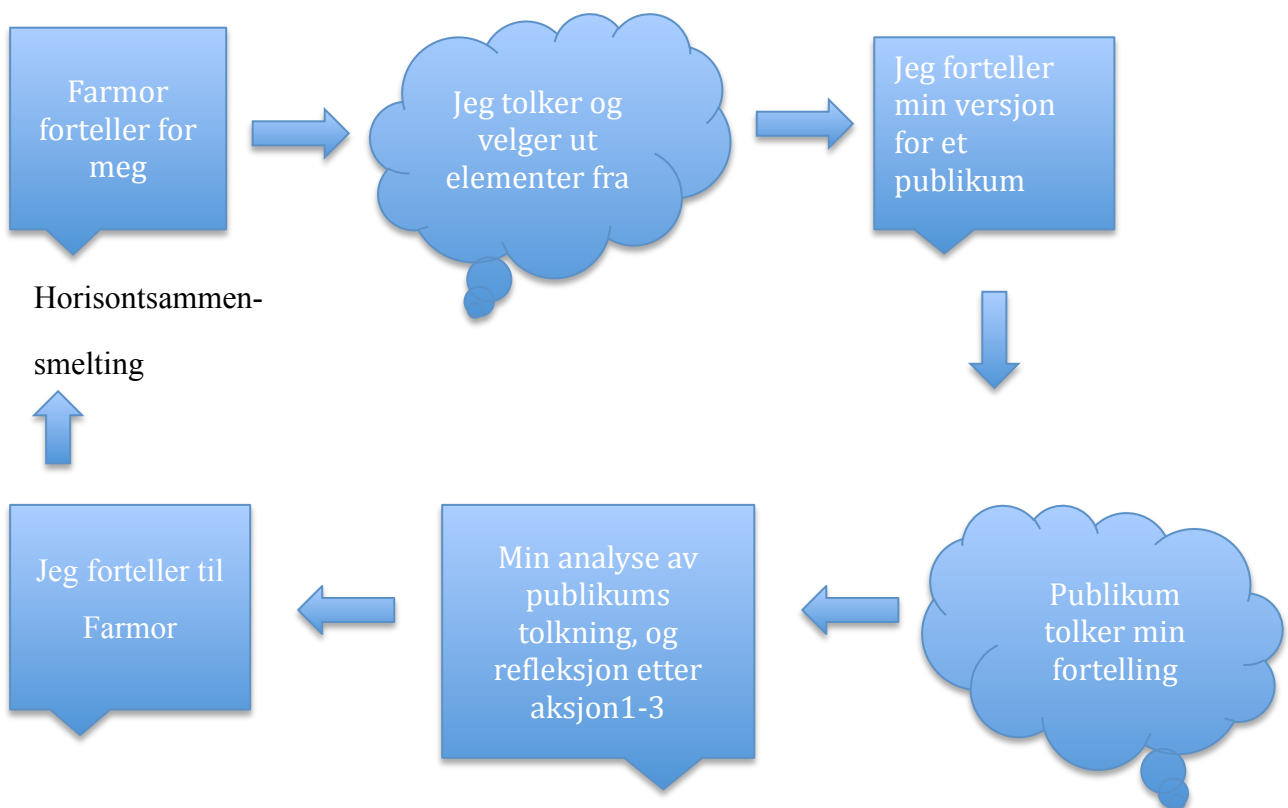 Farmor
forteller for
meg
Jeg tolker og
velger ut
elementer fra
Jeg forteller
min versjon
for et
publikum
Horisontsammen-
smelting
Jeg forteller til
Farmor
Min analyse av
publikums
tolkning, og
refleksjon etter
aksjon1-3
Publikum
tolker min
fortelling